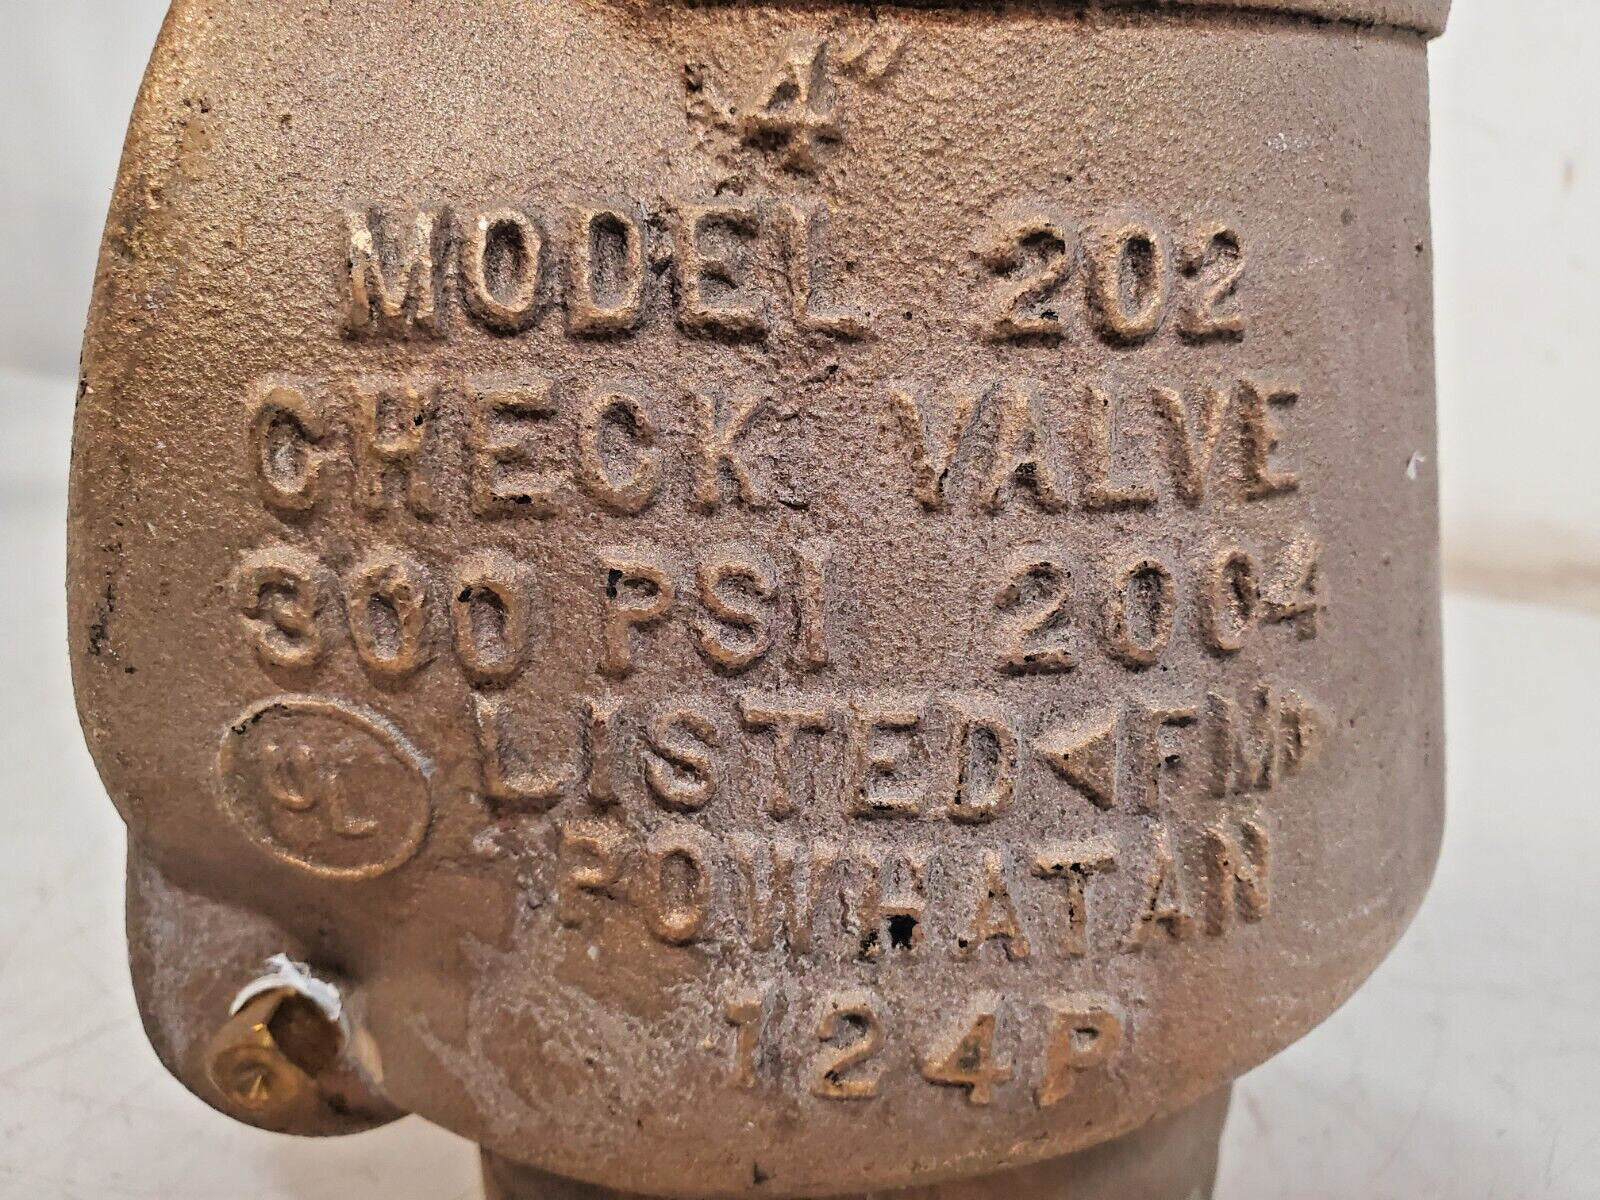 4"
MODEL 202
CHECK VALVE
300 PSI 2004
UL LISTED FM
POWHATAN
124P